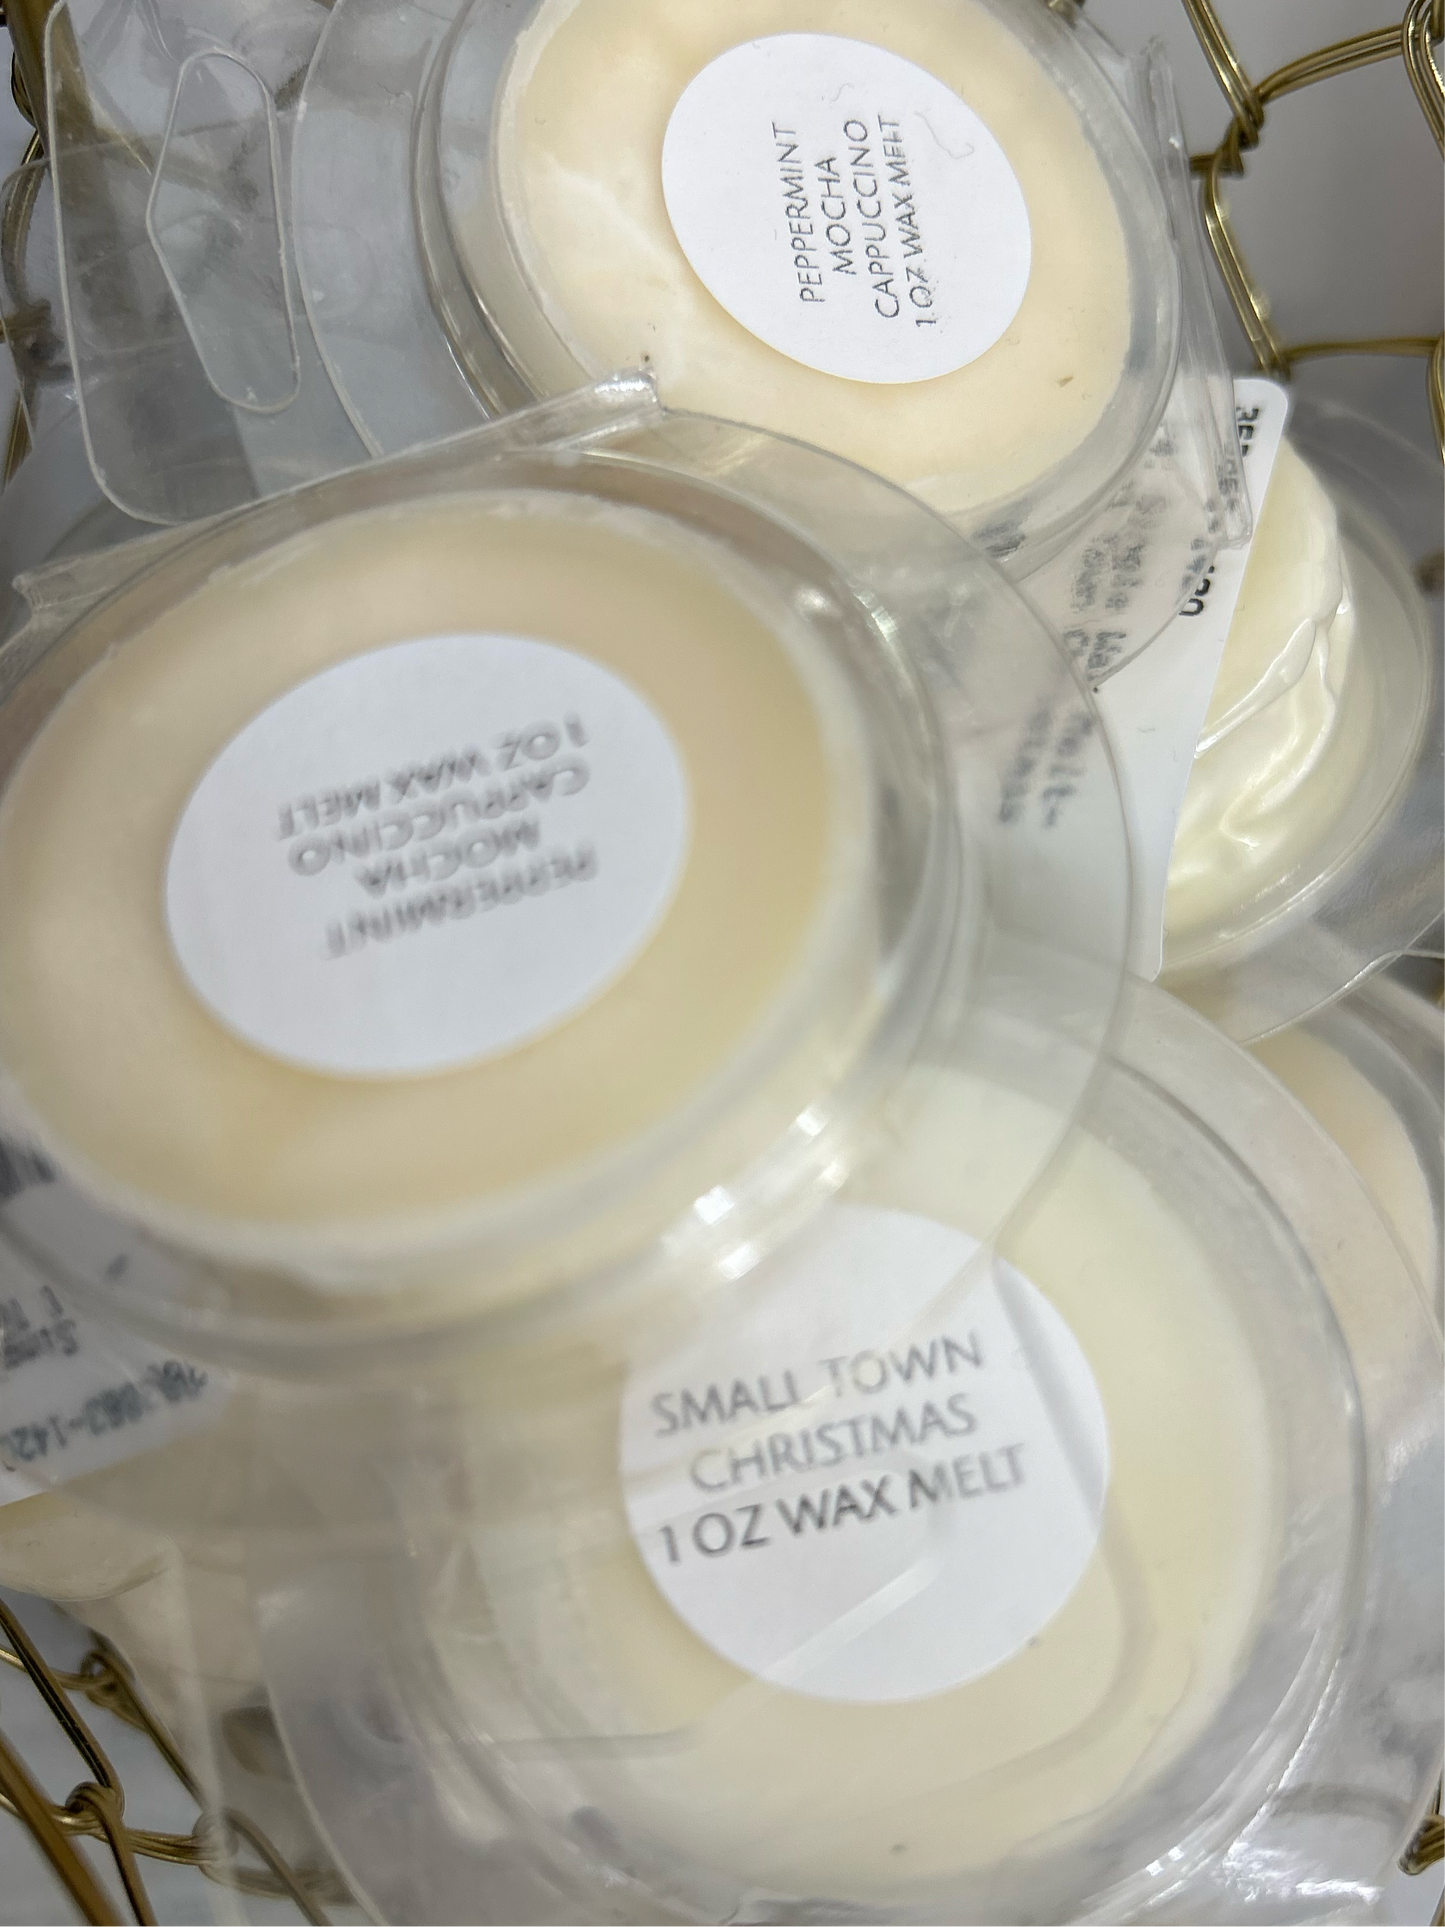 PEPPERMINT
MOCHA
CAPPUCCINO
1 OZ WAX MELT
PEPPERMINT
MOCHA
CAPPUCCINO
1 OZ WAX MELT
SMALL TOWN
CHRISTMAS
1 OZ WAX MELT